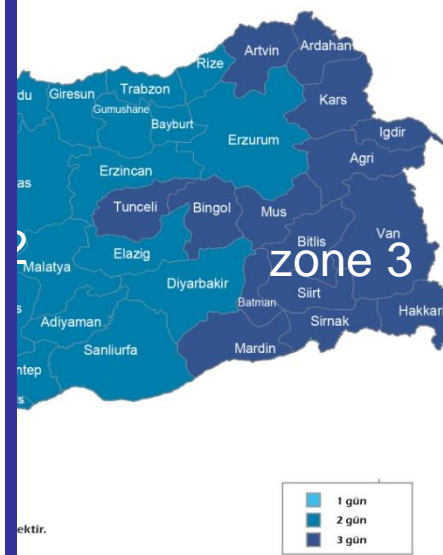 Artvin
Ardahan
Rize
du
Giresun
Trabzon
Kars
Gumushane
Bayburt
Igdir
Erzurum
Agri
Erzincan
as
Tunceli
Bingol
Mus
Van
2
Bitlis
Elazig
zone 3
Malatya
Diyarbakir
Siirt
Batman
Hakkar
s
Adiyaman
Sirnak
Sanliurfa
Mardin
ntep
s
1 gün
2 gün
ektir.
3 gün